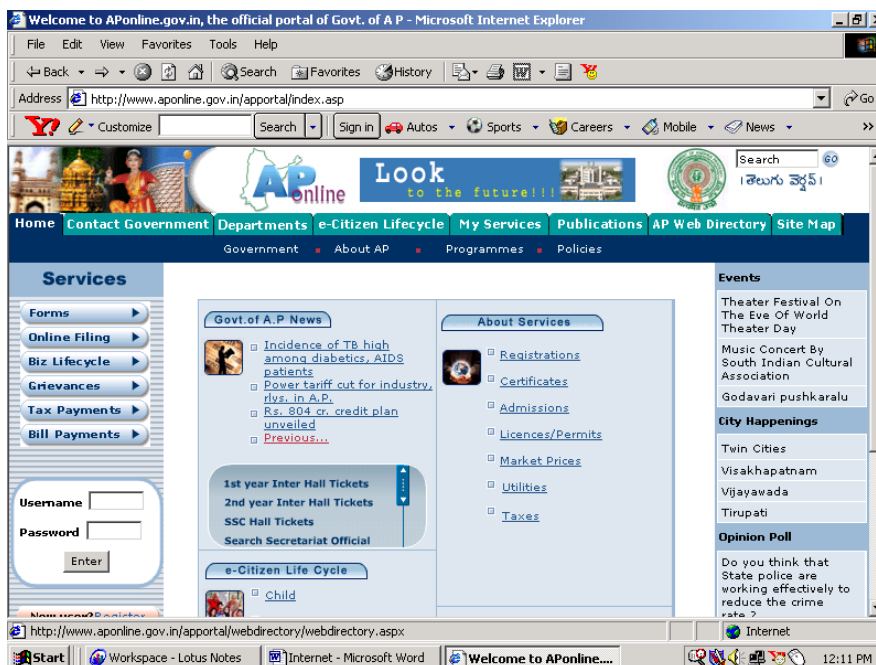 Welcome to APonline.gov.in, the official portal of Govt. of A P - Microsoft Internet Explorer
File Edit View Favorites Tools Help
Back Search Favorites History
Address http://www.aponline.gov.in/apportal/index.asp Go
Y! Customize Search Sign in Autos Sports Careers Mobile News »
AP online
Look
to the future!!!
Search GO
। తెలుగు వెర్షన్ ।
Home Contact Government Departments e-Citizen Lifecycle My Services Publications AP Web Directory Site Map
Government About AP Programmes Policies
Services
Forms
Online Filing
Biz Lifecycle
Grievances
Tax Payments
Bill Payments
Username
Password
Enter
Now user?Register
Govt.of A.P News
Incidence of TB high
among diabetics, AIDS
patients
Power tariff cut for industry,
rlys. in A.P.
Rs. 804 cr. credit plan
unveiled
Previous...
1st year Inter Hall Tickets
2nd year Inter Hall Tickets
SSC Hall Tickets
Search Secretariat Official
e-Citizen Life Cycle
Child
About Services
Registrations
Certificates
Admissions
Licences/Permits
Market Prices
Utilities
Taxes
Events
Theater Festival On
The Eve Of World
Theater Day
Music Concert By
South Indian Cultural
Association
Godavari pushkaralu
City Happenings
Twin Cities
Visakhapatnam
Vijayawada
Tirupati
Opinion Poll
Do you think that
State police are
working effectively to
reduce the crime
rate ?
http://www.aponline.gov.in/apportal/webdirectory/webdirectory.aspx Internet
Start Workspace - Lotus Notes Internet - Microsoft Word Welcome to APonline.... 12:11 PM